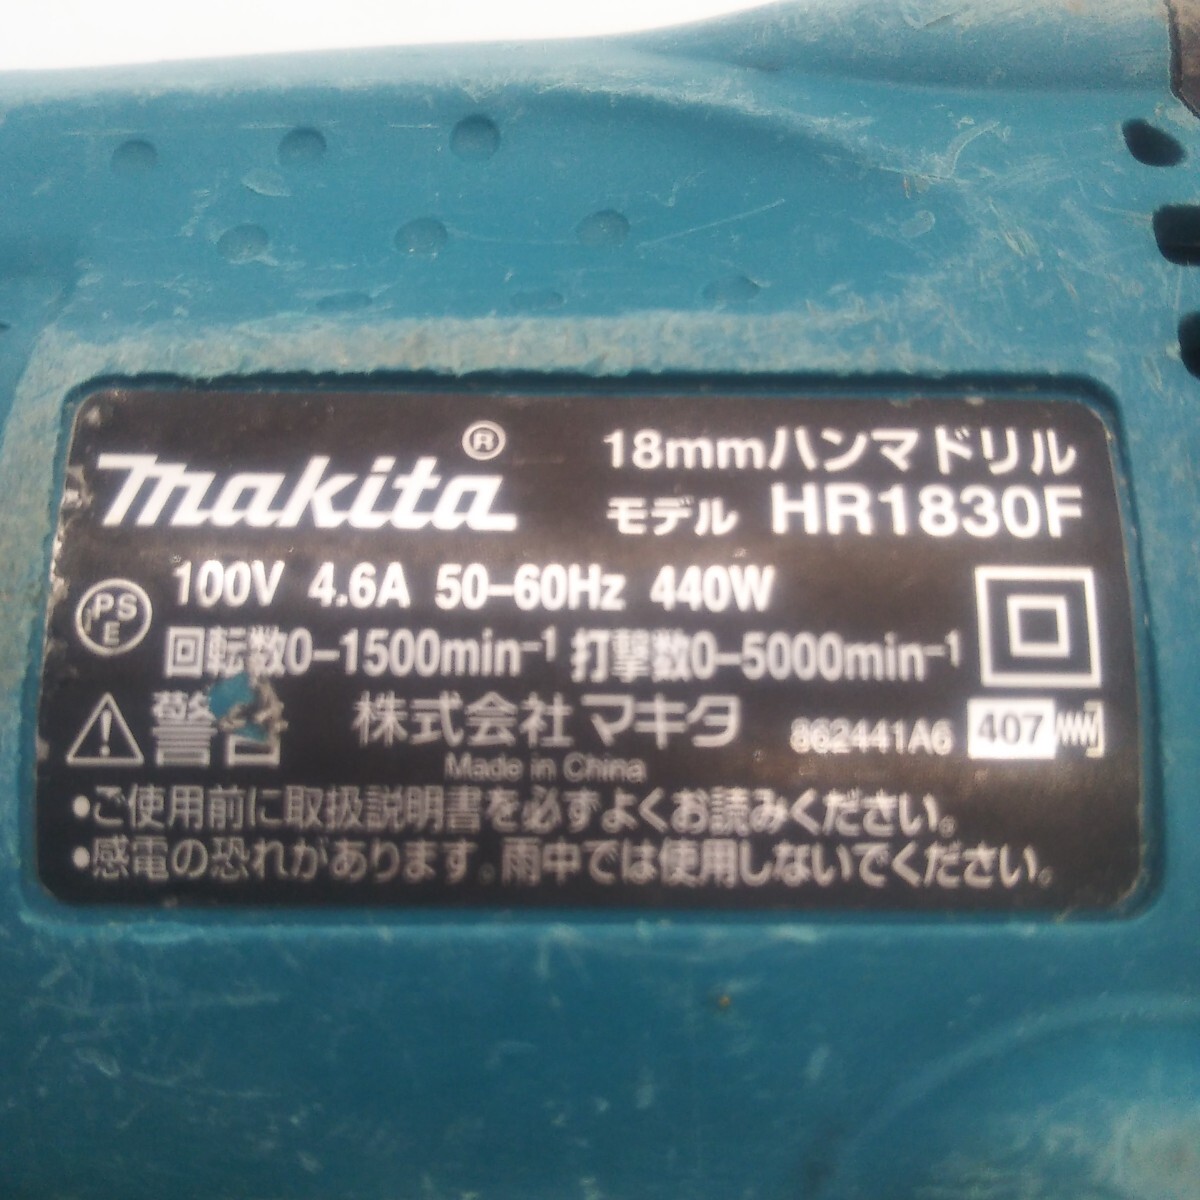 makita®
18mmハンマドリル
モデル HR1830F
100V 4.6A 50-60Hz 440W
PSE
回転数0-1500min⁻¹ 打撃数0-5000min⁻¹
警告
株式会社マキタ
862441A6
407
Made in China
•ご使用前に取扱説明書を必ずよくお読みください。
•感電の恐れがあります。雨中では使用しないでください。